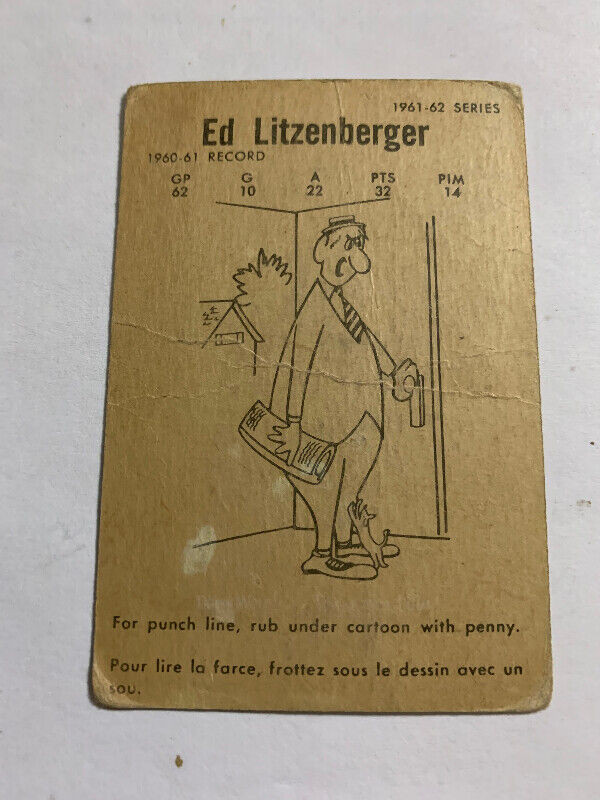 1961-62 SERIES
Ed Litzenberger
1960-61 RECORD
GP G A PTS PIM
62 10 22 32 14
For punch line, rub under cartoon with penny.
Pour lire la farce, frottez sous le dessin avec un
sou.